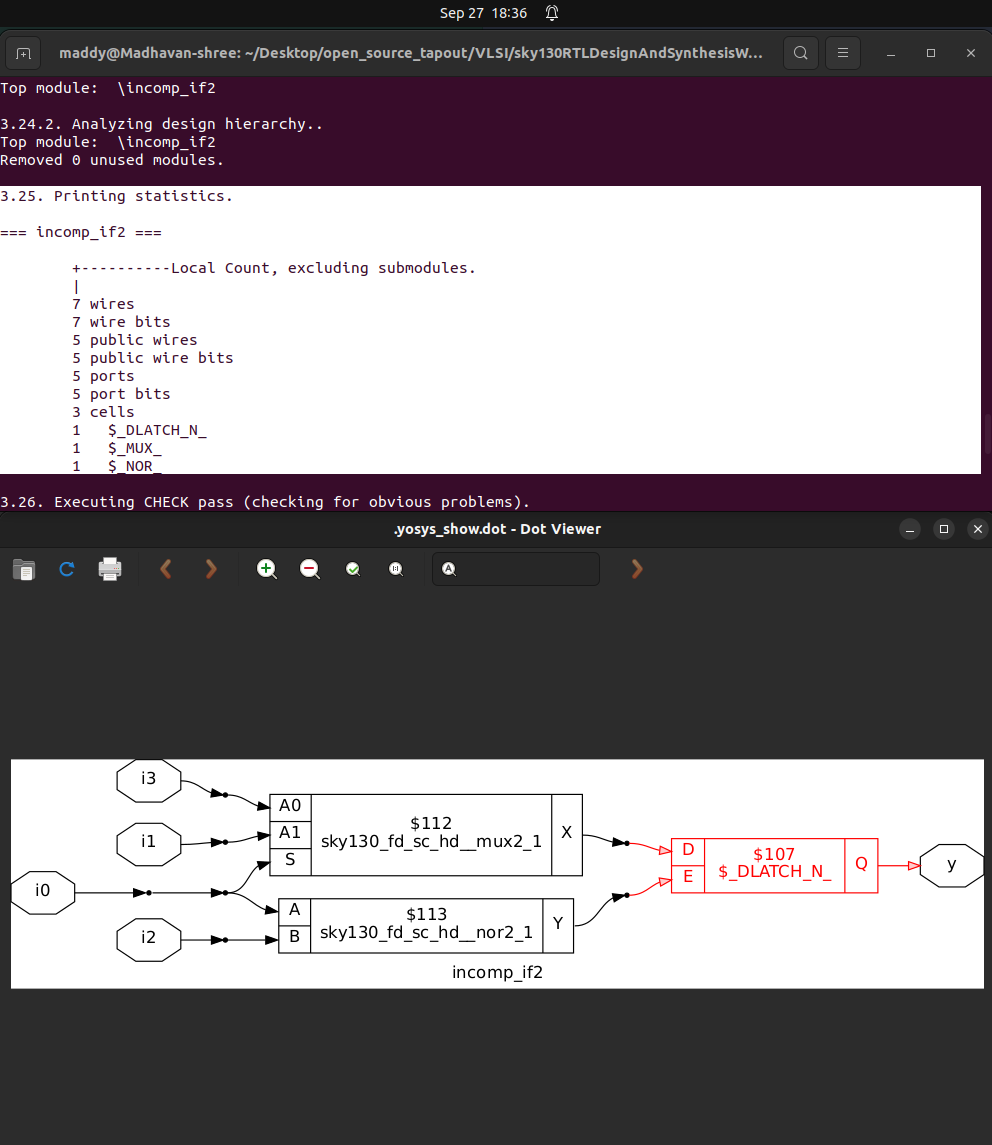 Sep 27 18:36
maddy@Madhavan-shree: ~/Desktop/open_source_tapout/VLSI/sky130RTLDesignAndSynthesisW...
Top module:  \incomp_if2
3.24.2. Analyzing design hierarchy..
Top module:  \incomp_if2
Removed 0 unused modules.
3.25. Printing statistics.
=== incomp_if2 ===
+----------Local Count, excluding submodules.
|
7 wires
7 wire bits
5 public wires
5 public wire bits
5 ports
5 port bits
3 cells
1   $_DLATCH_N_
1   $_MUX_
1   $_NOR_
3.26. Executing CHECK pass (checking for obvious problems).
.yosys_show.dot - Dot Viewer
i3
i1
i0
i2
A0
A1
S
$112
sky130_fd_sc_hd__mux2_1
X
A
B
$113
sky130_fd_sc_hd__nor2_1
Y
D
E
$107
$_DLATCH_N_
Q
y
incomp_if2